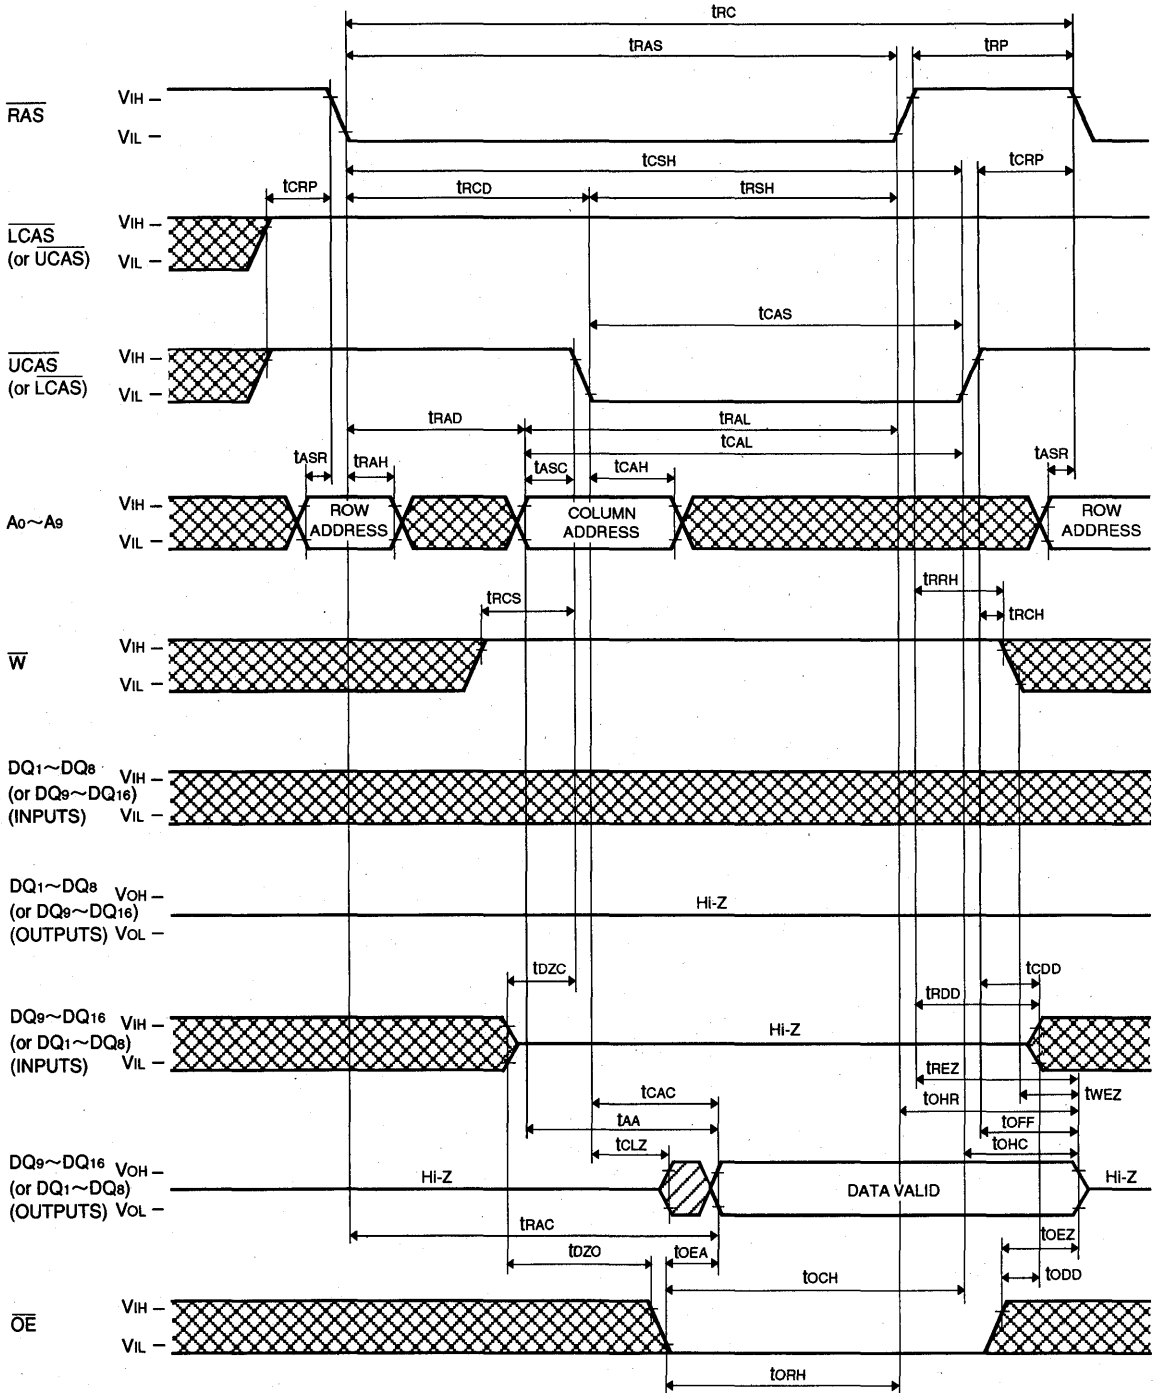 tRC
tRAS
tRP
RAS
VIH –
VIL –
tCSH
tCRP
tCRP
tRCD
tRSH
LCAS
(or UCAS)
VIH –
VIL –
tCAS
UCAS
(or LCAS)
VIH –
VIL –
tRAD
tRAL
tCAL
tASR
tRAH
tASC
tCAH
tASR
A0~A9
VIH –
VIL –
ROW
ADDRESS
COLUMN
ADDRESS
ROW
ADDRESS
tRRH
tRCS
tRCH
W
VIH –
VIL –
DQ1~DQ8
(or DQ9~DQ16)
(INPUTS)
VIH –
VIL –
DQ1~DQ8
(or DQ9~DQ16)
(OUTPUTS)
VOH –
VOL –
Hi-Z
tDZC
tCDD
tRDD
DQ9~DQ16
(or DQ1~DQ8)
(INPUTS)
VIH –
VIL –
Hi-Z
tREZ
tWEZ
tCAC
tOHR
tAA
tOFF
tCLZ
tOHC
DQ9~DQ16
(or DQ1~DQ8)
(OUTPUTS)
VOH –
VOL –
Hi-Z
DATA VALID
Hi-Z
tRAC
tOEZ
tDZO
tOEA
tODD
tOCH
OE
VIH –
VIL –
tORH